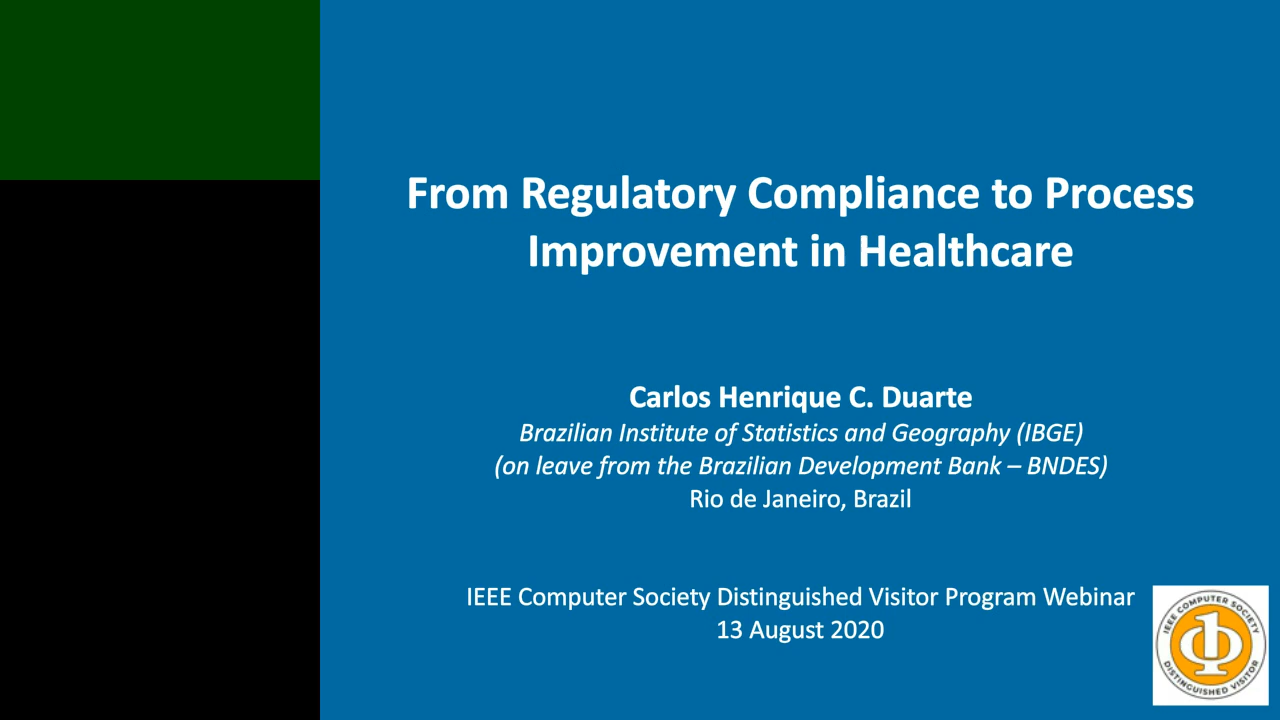 From Regulatory Compliance to Process
Improvement in Healthcare
Carlos Henrique C. Duarte
Brazilian Institute of Statistics and Geography (IBGE)
(on leave from the Brazilian Development Bank – BNDES)
Rio de Janeiro, Brazil
IEEE Computer Society Distinguished Visitor Program Webinar
13 August 2020
IEEE COMPUTER SOCIETY
DISTINGUISHED VISITOR